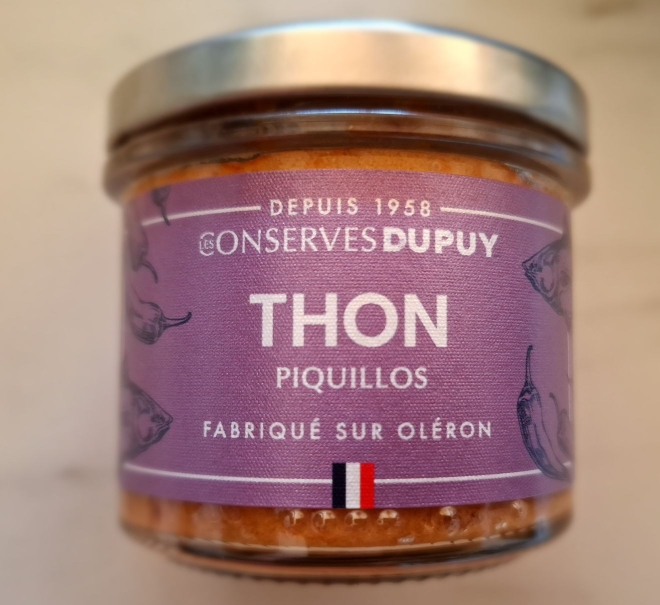 DEPUIS 1958
LES CONSERVES DUPUY
THON
PIQUILLOS
FABRIQUÉ SUR OLÉRON